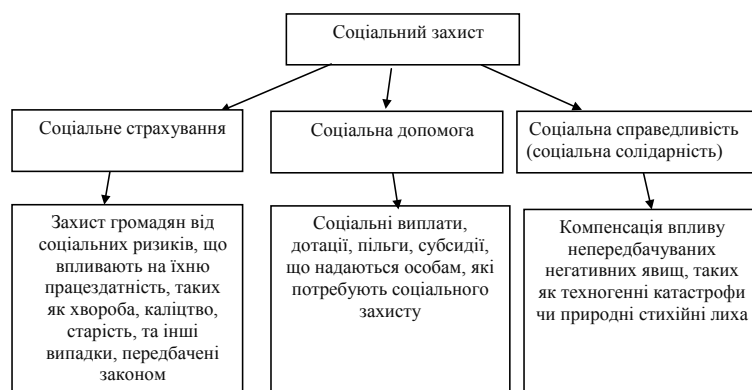 Соціальний захист
Соціальне страхування
Соціальна допомога
Соціальна справедливість
(соціальна солідарність)
Захист громадян від
соціальних ризиків, що
впливають на їхню
працездатність, таких
як хвороба, каліцтво,
старість, та інші
випадки, передбачені
законом
Соціальні виплати,
дотації, пільги, субсидії,
що надаються особам, які
потребують соціального
захисту
Компенсація впливу
непередбачуваних
негативних явищ, таких
як техногенні катастрофи
чи природні стихійні лиха